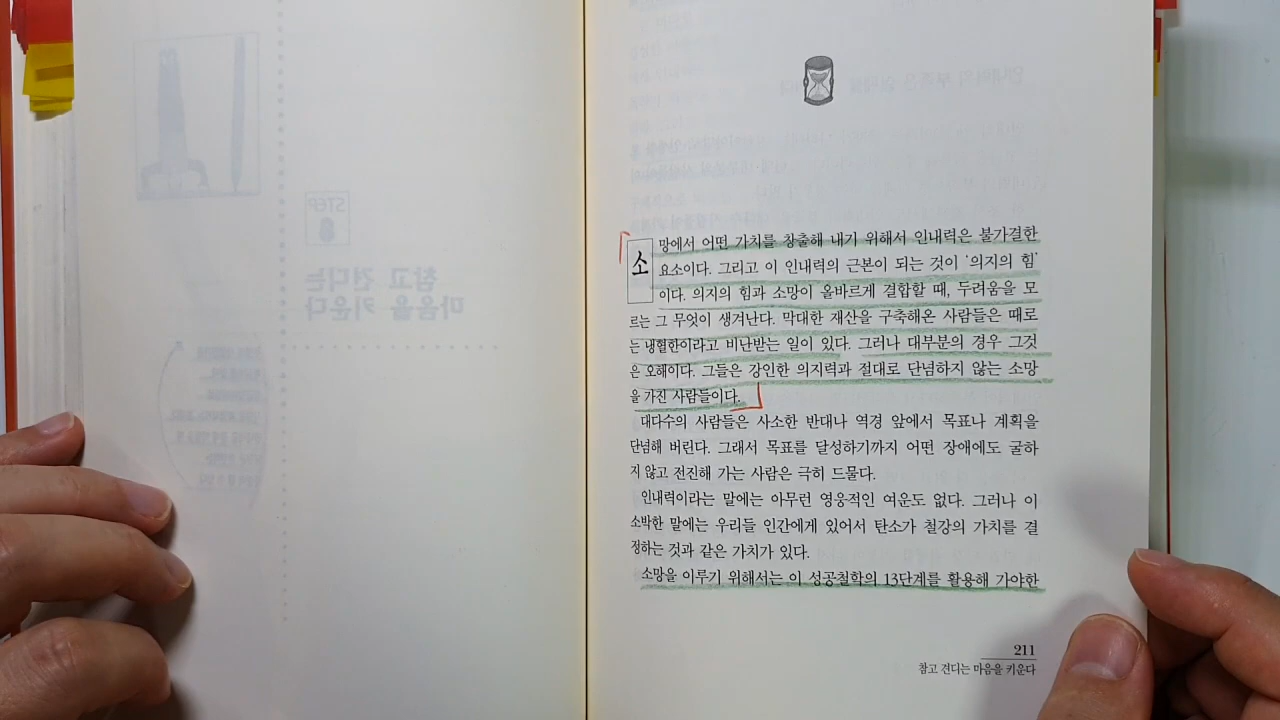 소망에서 어떤 가치를 창출해 내기 위해서 인내력은 불가결한
요소이다. 그리고 이 인내력의 근본이 되는 것이 '의지의 힘'
이다. 의지의 힘과 소망이 올바르게 결합할 때, 두려움을 모
르는 그 무엇이 생겨난다. 막대한 재산을 구축해온 사람들은 때로
는 냉혈한이라고 비난받는 일이 있다. 그러나 대부분의 경우 그것
은 오해이다. 그들은 강인한 의지력과 절대로 단념하지 않는 소망
을 가진 사람들이다.
대다수의 사람들은 사소한 반대나 역경 앞에서 목표나 계획을
단념해 버린다. 그래서 목표를 달성하기까지 어떤 장애에도 굴하
지 않고 전진해 가는 사람은 극히 드물다.
인내력이라는 말에는 아무런 영웅적인 여운도 없다. 그러나 이
소박한 말에는 우리들 인간에게 있어서 탄소가 철강의 가치를 결
정하는 것과 같은 가치가 있다.
소망을 이루기 위해서는 이 성공철학의 13단계를 활용해 가야한
211
참고 견디는 마음을 키운다
STEP
8
참고 견디는
마음을 키운다